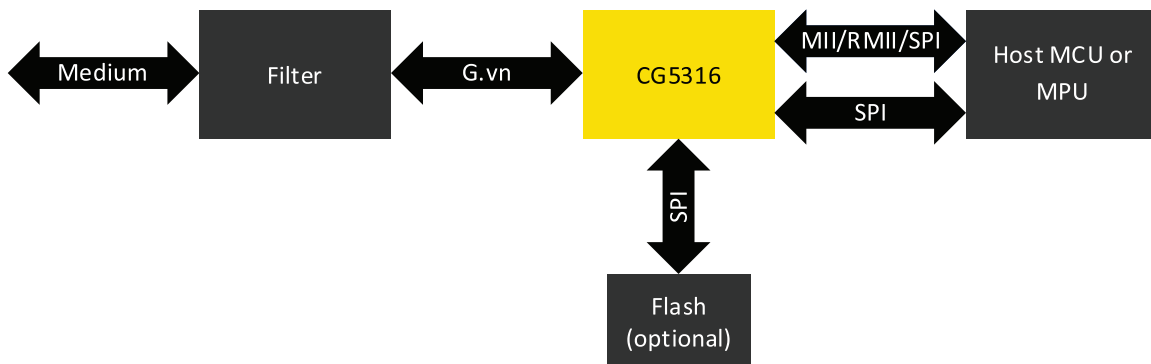 Medium
Filter
G.vn
CG5316
MII/RMII/SPI
SPI
Host MCU or
MPU
SPI
Flash
(optional)